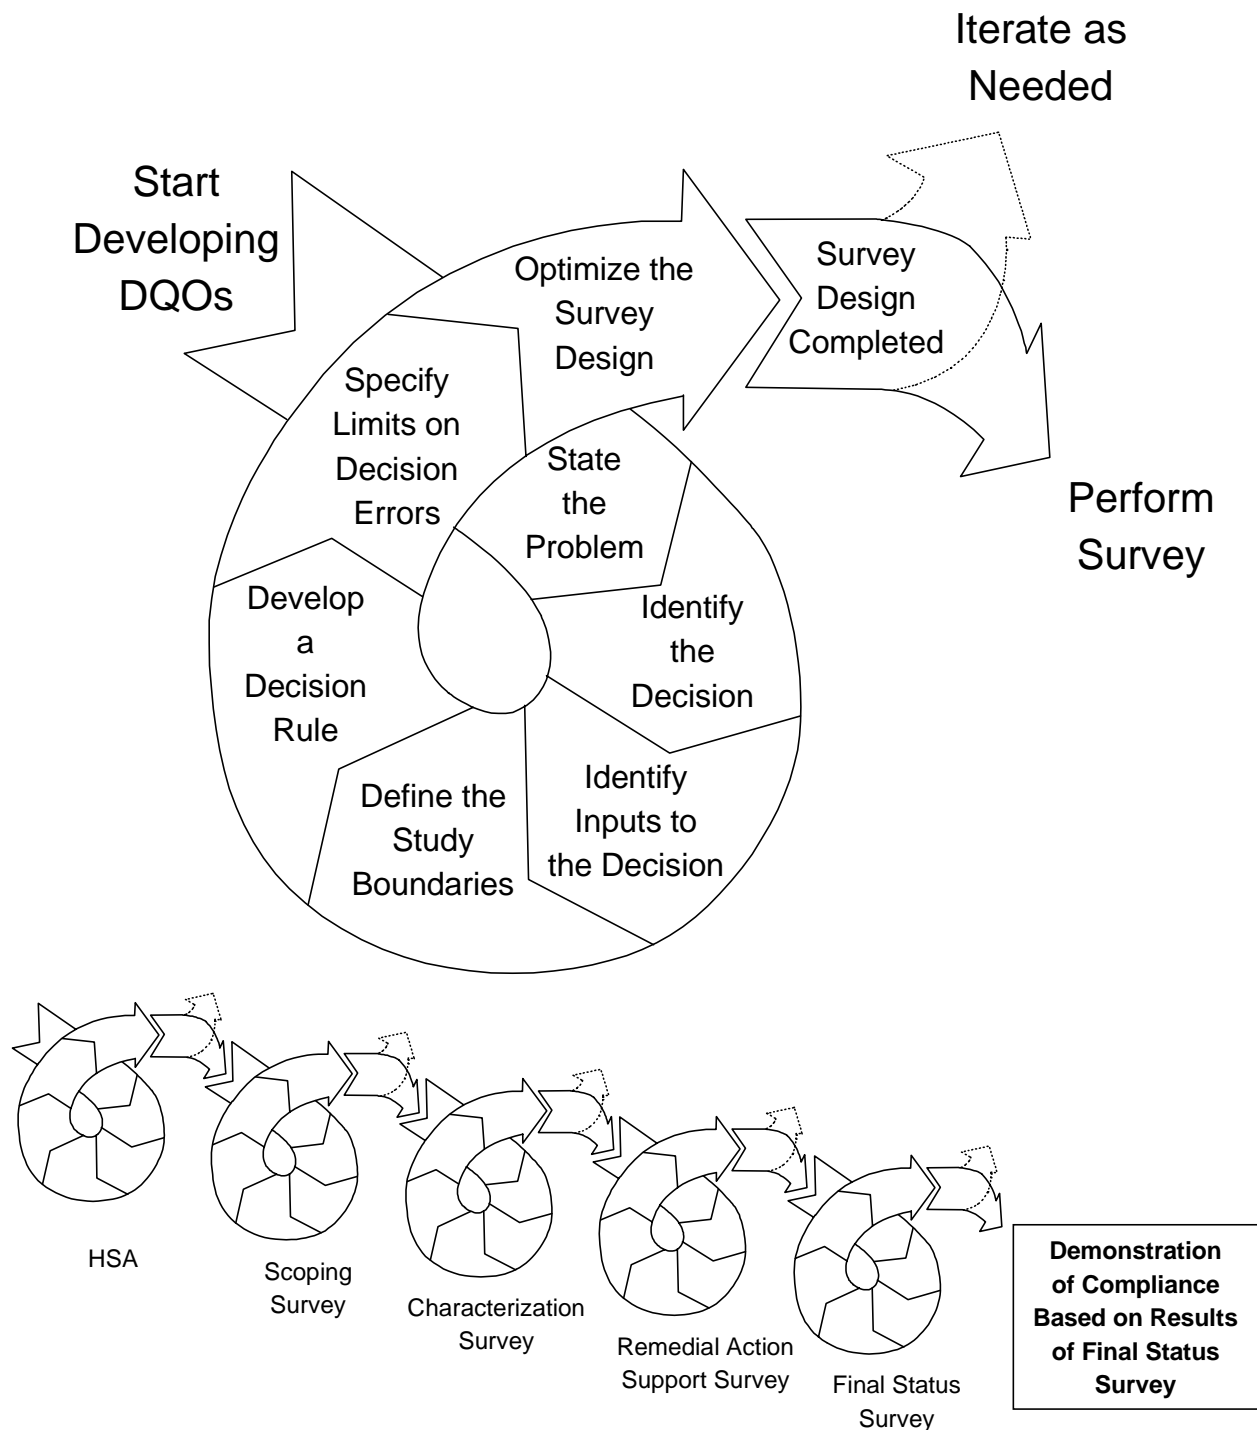 Iterate as
Needed
Start
Developing
DQOs
Optimize the
Survey
Design
Survey
Design
Completed
Specify
Limits on
Decision
Errors
State
the
Problem
Perform
Survey
Develop
a
Decision
Rule
Identify
the
Decision
Define the
Study
Boundaries
Identify
Inputs to
the Decision
HSA
Scoping
Survey
Characterization
Survey
Remedial Action
Support Survey
Final Status
Survey
Demonstration
of Compliance
Based on Results
of Final Status
Survey